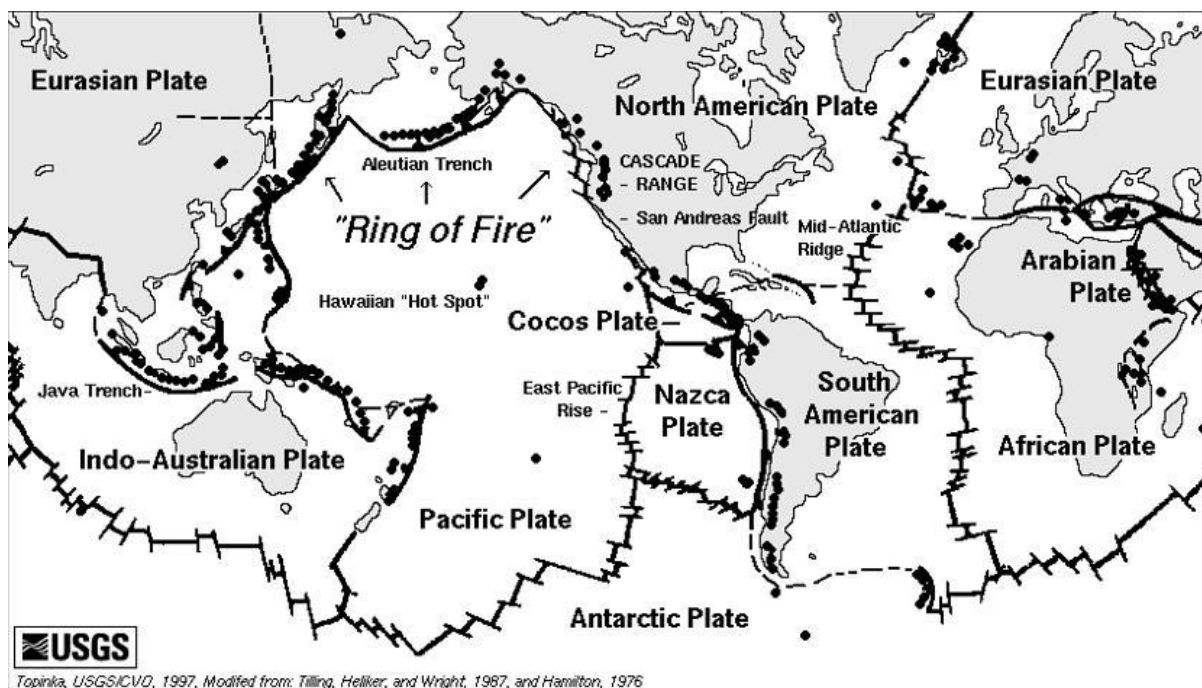 Eurasian Plate
Eurasian Plate
North American Plate
Aleutian Trench
CASCADE
- RANGE
"Ring of Fire"
- San Andreas Fault
Mid-Atlantic
Ridge
Arabian
Plate
Hawaiian "Hot Spot"
Cocos Plate
Java Trench
East Pacific
Rise
Nazca
Plate
South
American
Plate
African Plate
Indo-Australian Plate
Pacific Plate
Antarctic Plate
USGS
Topinka, USGS/CVO, 1997, Modifed from: Tilling, Heliker, and Wright, 1987, and Hamilton, 1976